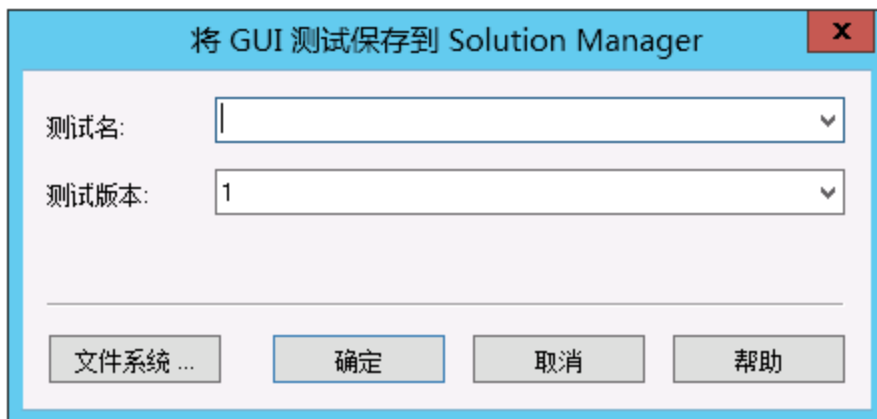 将 GUI 测试保存到 Solution Manager
x
测试名:
测试版本: 1
文件系统 ... 确定 取消 帮助